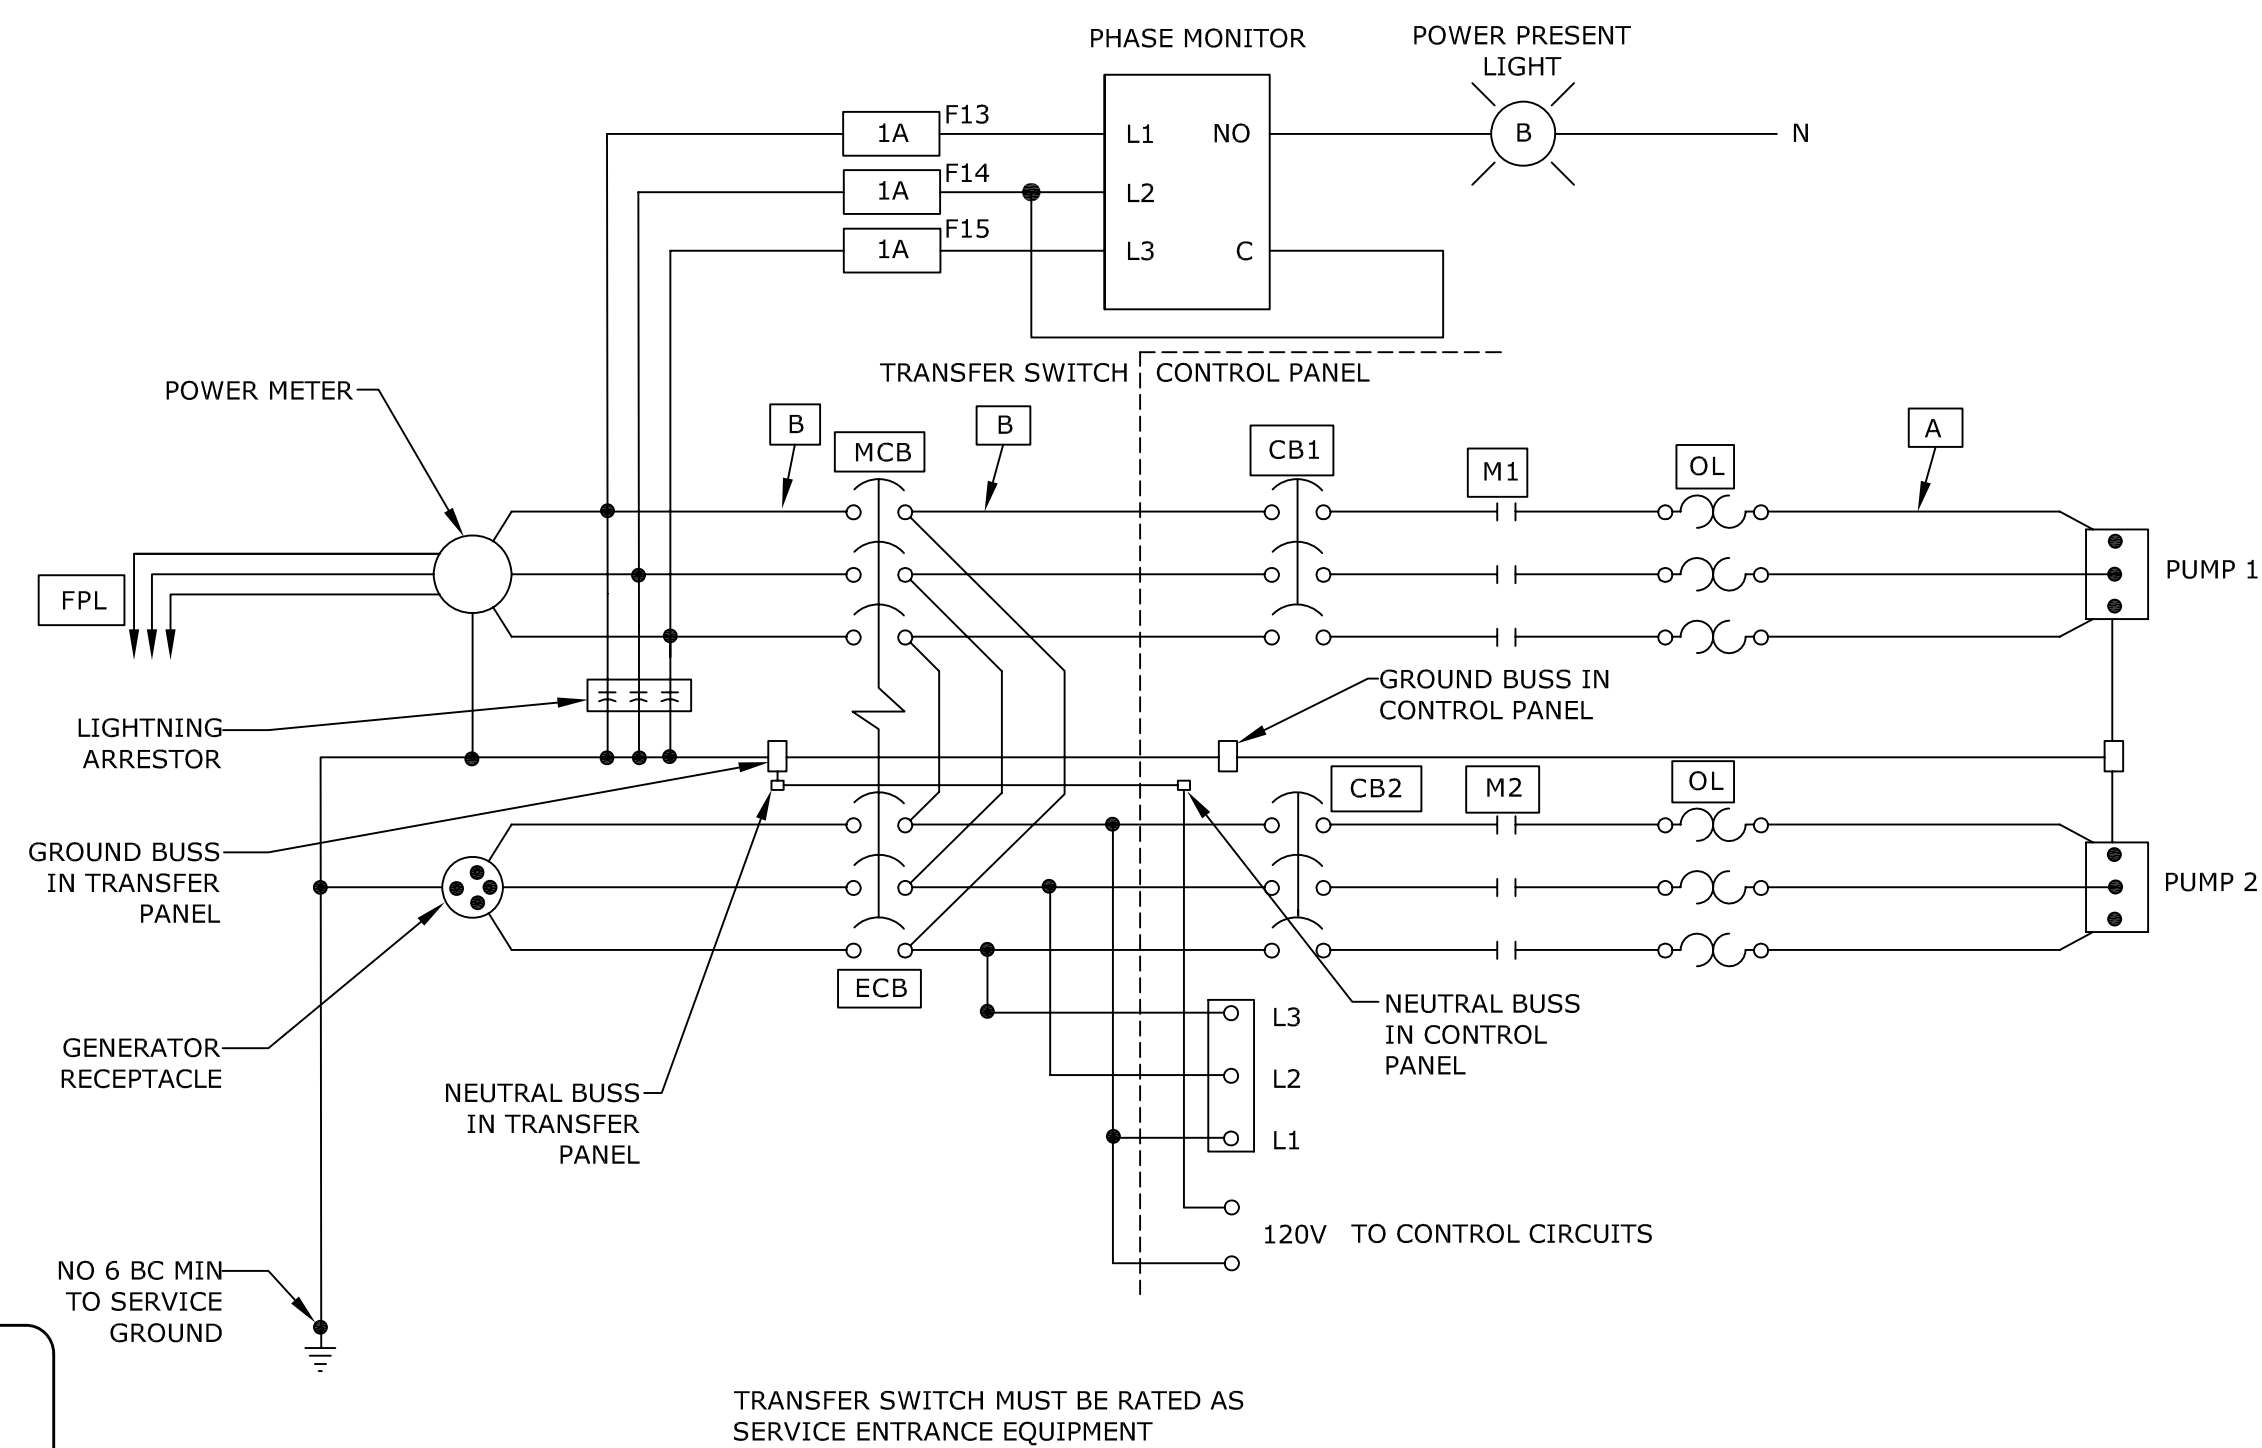 PHASE MONITOR
POWER PRESENT
LIGHT
1A
F13
L1
NO
B
N
1A
F14
L2
1A
F15
L3
C
TRANSFER SWITCH
CONTROL PANEL
POWER METER
B
MCB
B
CB1
M1
OL
A
FPL
PUMP 1
LIGHTNING
ARRESTOR
GROUND BUSS IN
CONTROL PANEL
CB2
M2
OL
GROUND BUSS
IN TRANSFER
PANEL
PUMP 2
ECB
GENERATOR
RECEPTACLE
NEUTRAL BUSS
IN TRANSFER
PANEL
NEUTRAL BUSS
IN CONTROL
PANEL
L3
L2
L1
120V TO CONTROL CIRCUITS
NO 6 BC MIN
TO SERVICE
GROUND
TRANSFER SWITCH MUST BE RATED AS
SERVICE ENTRANCE EQUIPMENT